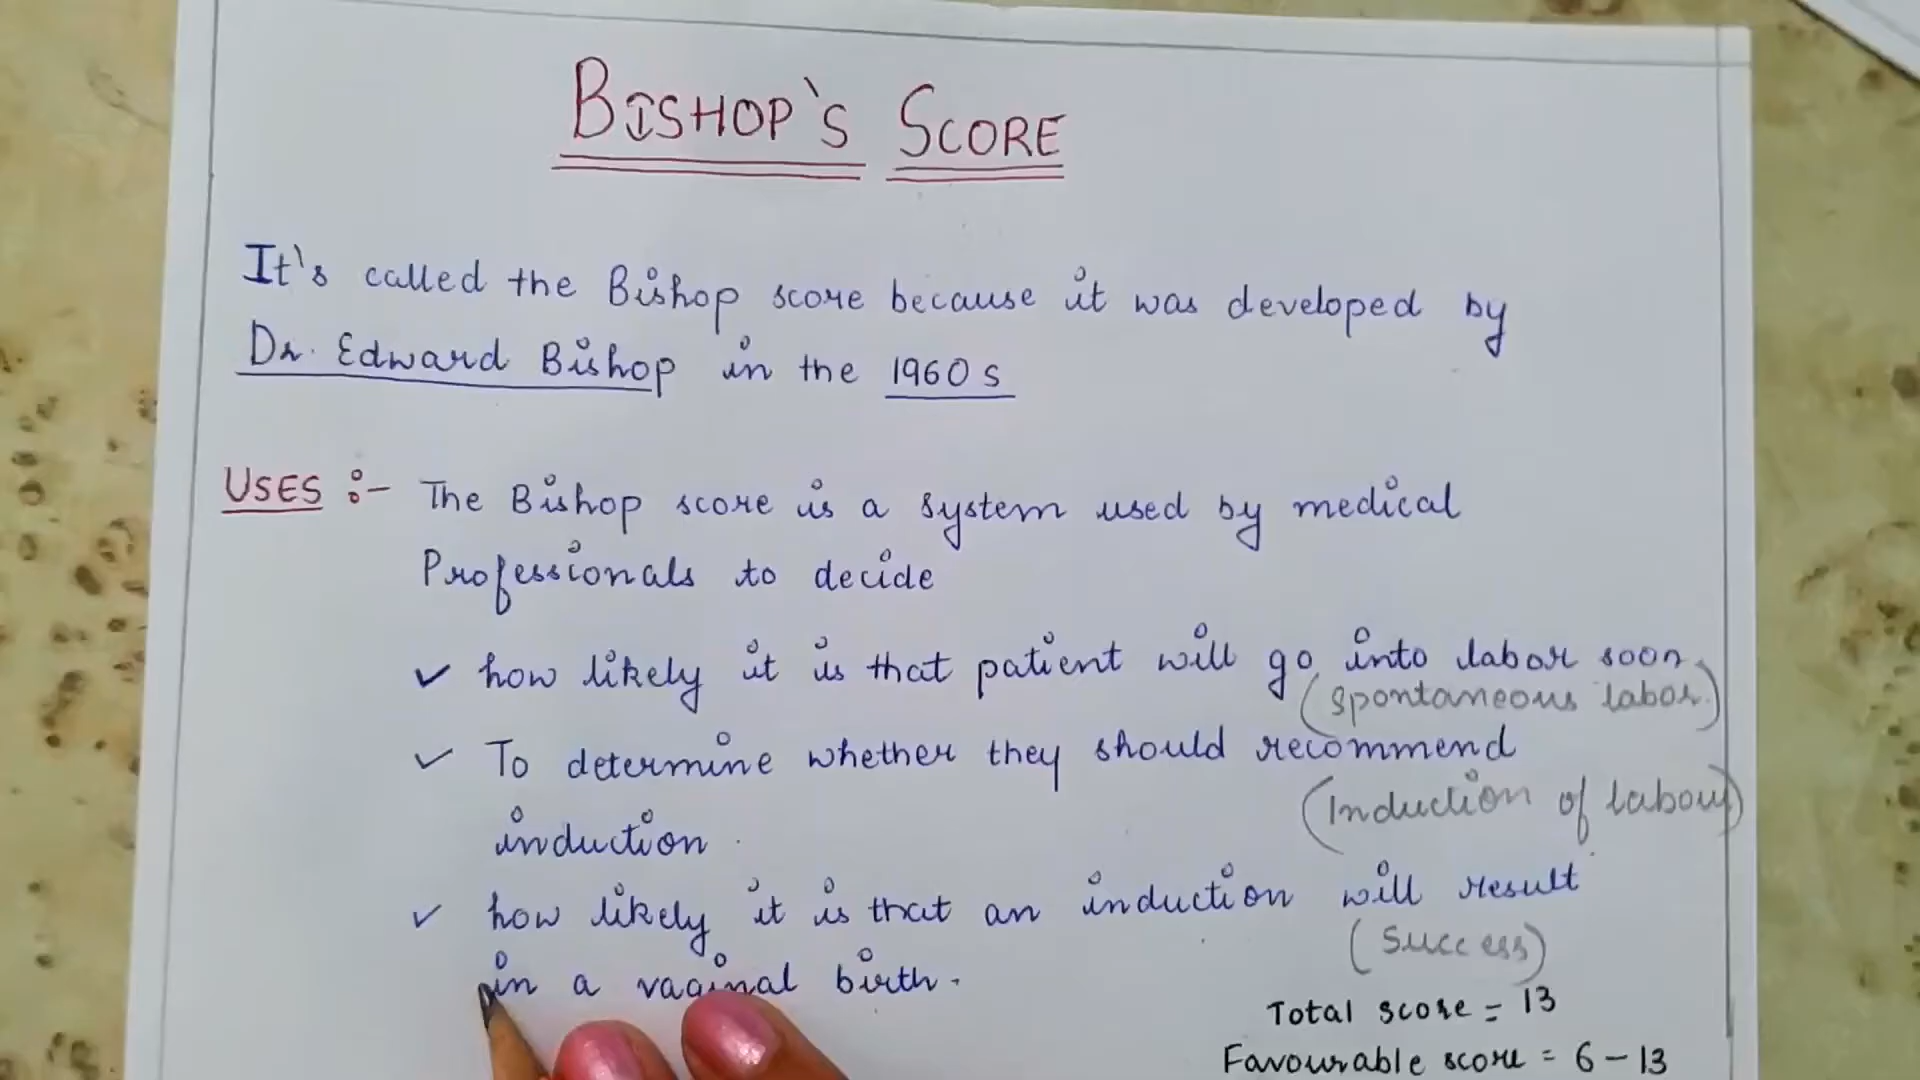 BISHOP's SCORE
It's called the Bishop score because it was developed by
Dr. Edward Bishop in the 1960s
USES :- The Bishop score is a system used by medical
Professionals to decide
✓ how likely it is that patient will go into labor soon.
(Spontaneous labor.)
✓ To determine whether they should recommend
(Induction of labour)
induction.
✓ how likely it is that an induction will result
(Success)
in a vaginal birth.
Total score = 13
Favourable score = 6 – 13